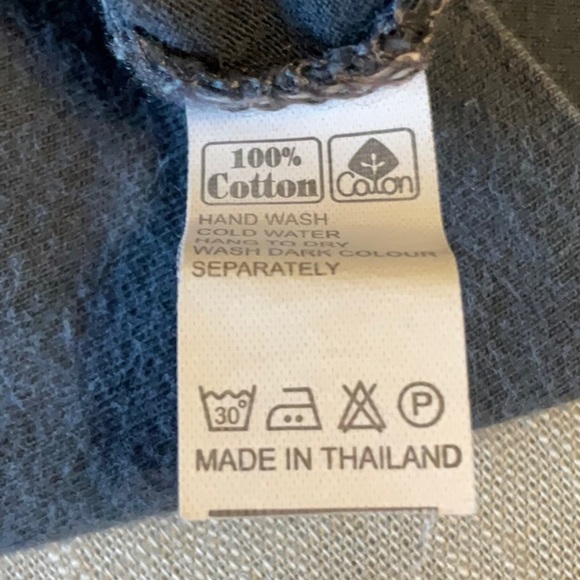 100%
Cotton
Cotton
HAND WASH
COLD WATER
HANG TO DRY
WASH DARK COLOUR
SEPARATELY
30°
P
MADE IN THAILAND